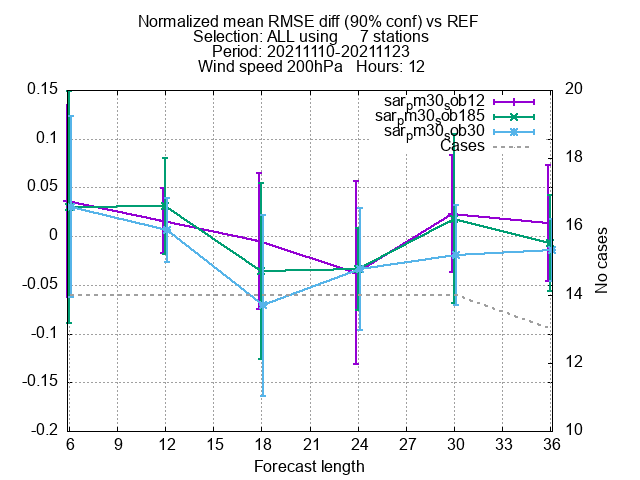 Normalized mean RMSE diff (90% conf) vs REF
Selection: ALL using 7 stations
Period: 20211110-20211123
Wind speed 200hPa Hours: 12
sar_pm30_sob12
sar_pm30_sob185
sar_pm30_sob30
Cases
0.15
0.1
0.05
0
-0.05
-0.1
-0.15
-0.2
20
18
16
14
12
10
No cases
6 9 12 15 18 21 24 27 30 33 36
Forecast length